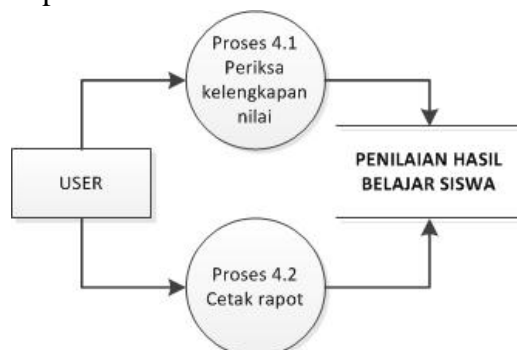 Proses 4.1
Periksa
kelengkapan
nilai
USER
PENILAIAN HASIL
BELAJAR SISWA
Proses 4.2
Cetak rapot